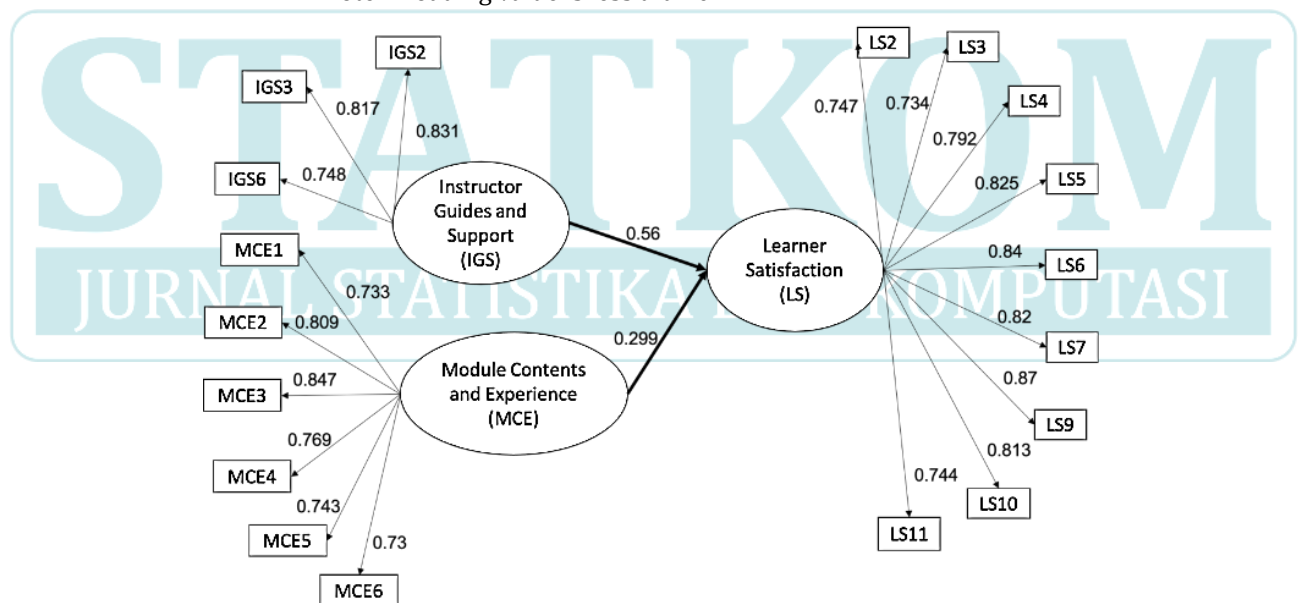 STATKOM
JURNAL STATISTIKA KOMPUTASI
IGS2
IGS3
0.817
0.831
IGS6
0.748
Instructor
Guides and
Support
(IGS)
MCE1
0.733
MCE2
0.809
MCE3
0.847
MCE4
0.769
MCE5
0.743
MCE6
0.73
Module Contents
and Experience
(MCE)
0.56
0.299
Learner
Satisfaction
(LS)
LS2
0.747
LS3
0.734
LS4
0.792
LS5
0.825
LS6
0.84
LS7
0.82
LS9
0.87
LS10
0.813
LS11
0.744